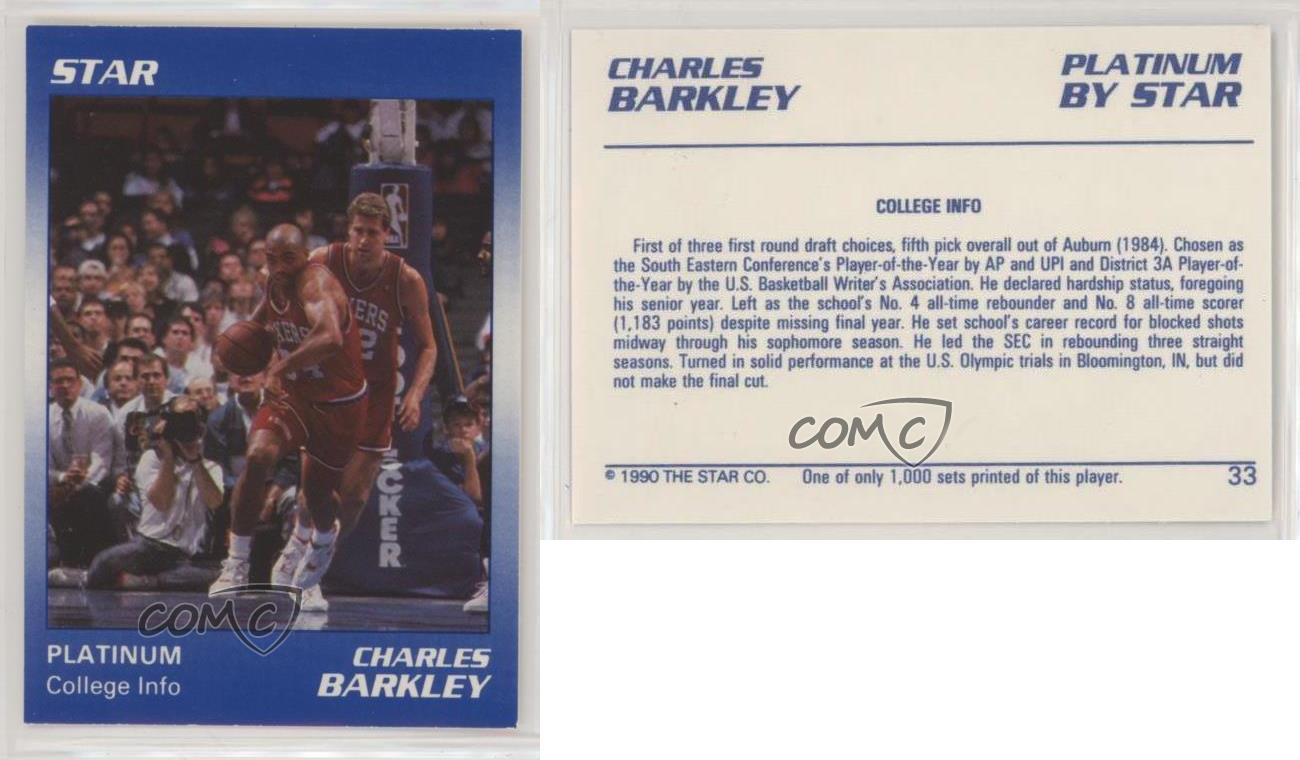 STAR
KERS
34
KERS
2
CKER
NBA
COMC
PLATINUM
College Info
CHARLES
BARKLEY
CHARLES
BARKLEY
PLATINUM
BY STAR
COLLEGE INFO
First of three first round draft choices, fifth pick overall out of Auburn (1984). Chosen as
the South Eastern Conference's Player-of-the-Year by AP and UPI and District 3A Player-of-
the-Year by the U.S. Basketball Writer's Association. He declared hardship status, foregoing
his senior year. Left as the school's No. 4 all-time rebounder and No. 8 all-time scorer
(1,183 points) despite missing final year. He set school's career record for blocked shots
midway through his sophomore season. He led the SEC in rebounding three straight
seasons. Turned in solid performance at the U.S. Olympic trials in Bloomington, IN, but did
not make the final cut.
COMC
© 1990 THE STAR CO. One of only 1,000 sets printed of this player. 33